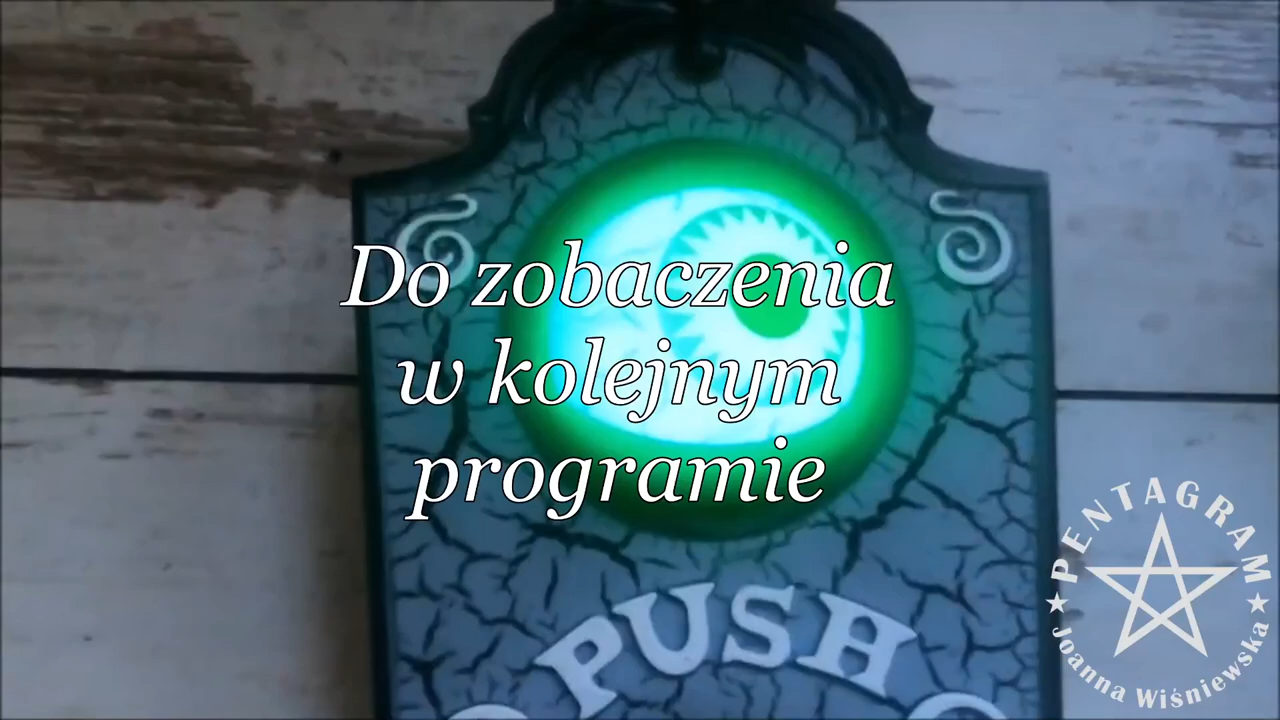 Do zobaczenia
w kolejnym
programie
PUSH
PENTAGRAM
Joanna Wiśniewska